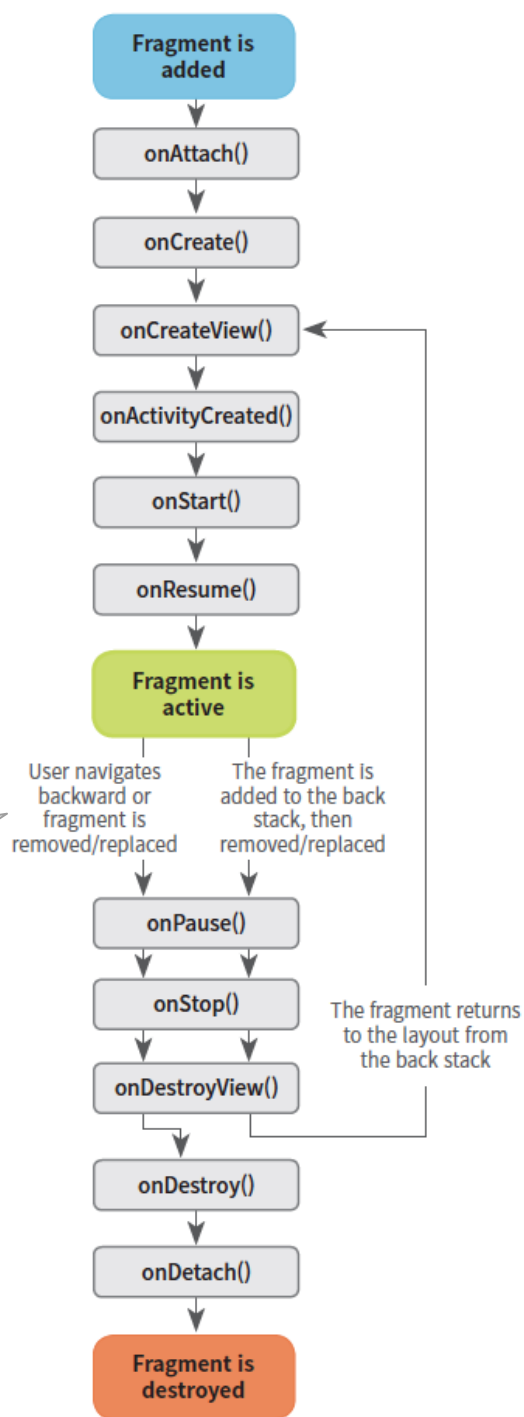 Fragment is
added
onAttach()
onCreate()
onCreateView()
onActivityCreated()
onStart()
onResume()
Fragment is
active
User navigates
backward or
fragment is
removed/replaced
The fragment is
added to the back
stack, then
removed/replaced
onPause()
onStop()
The fragment returns
to the layout from
the back stack
onDestroyView()
onDestroy()
onDetach()
Fragment is
destroyed